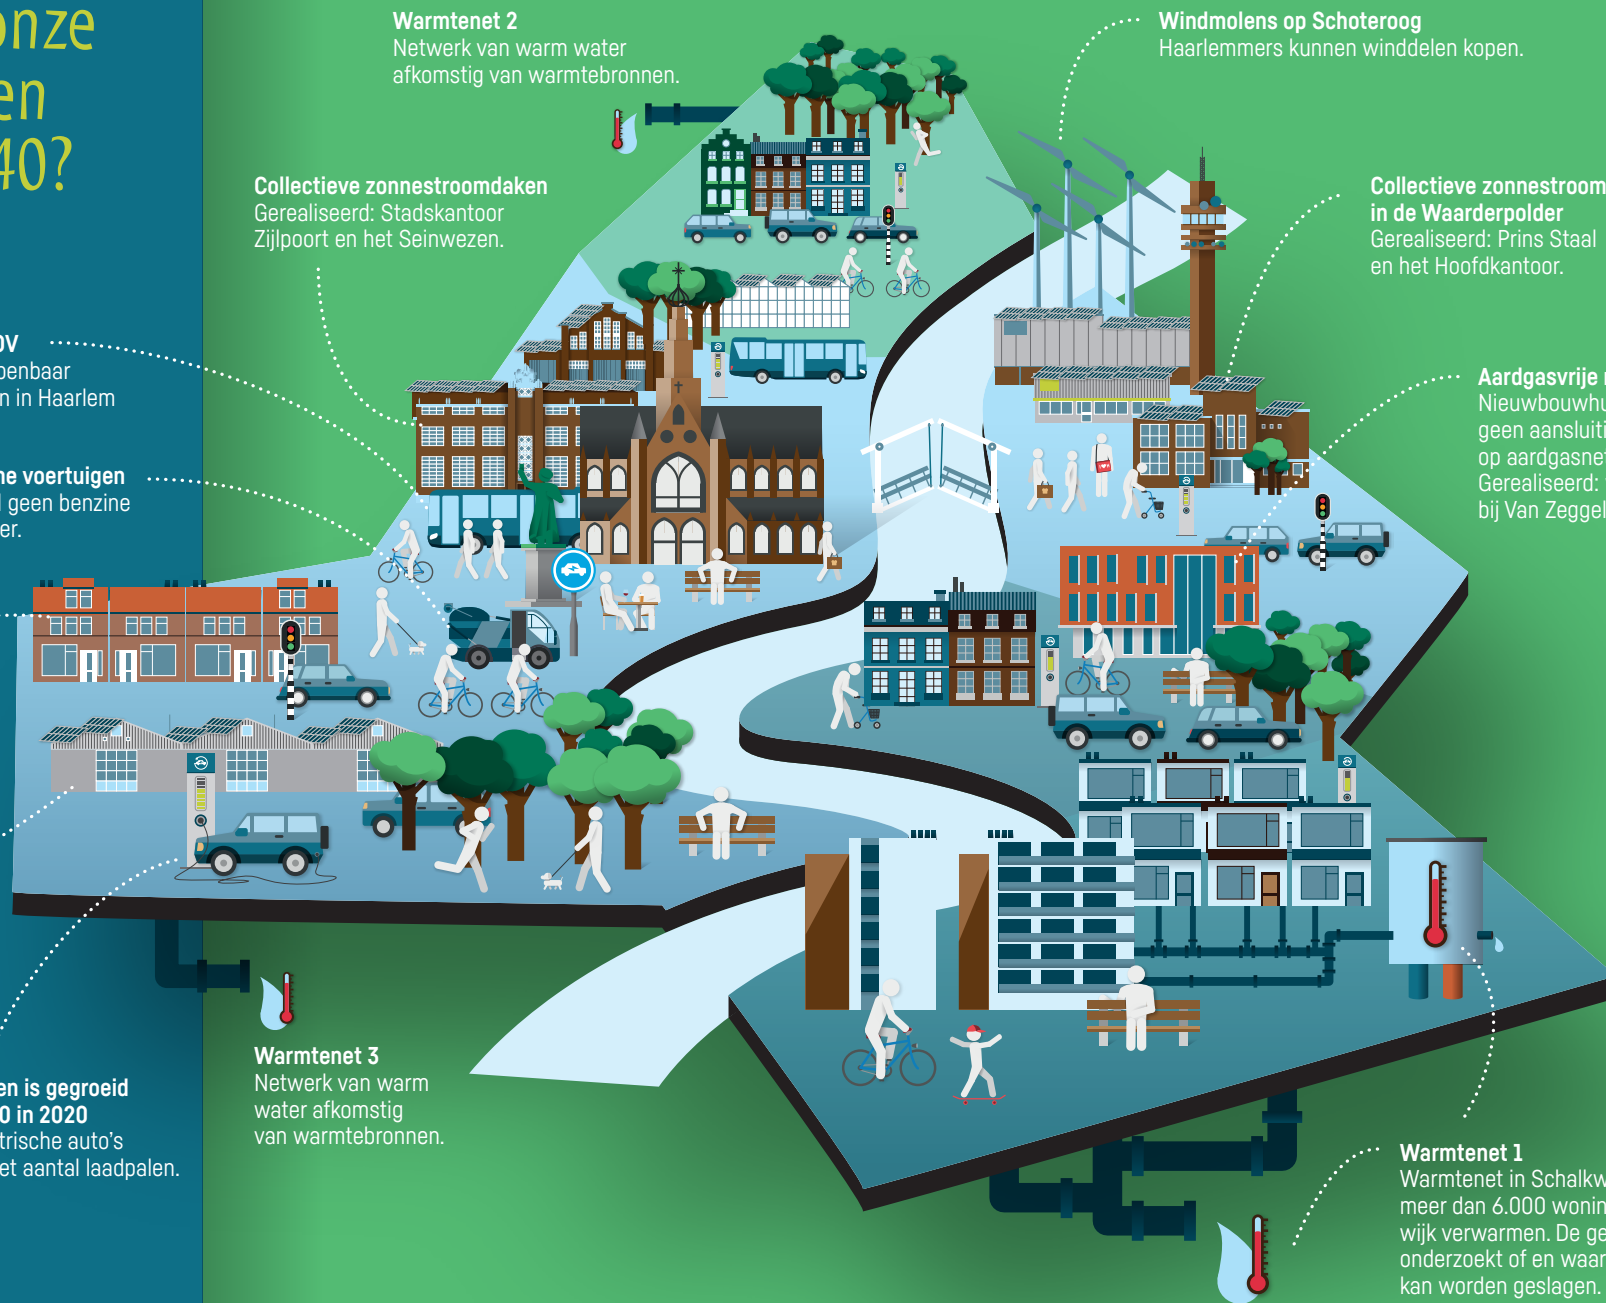 onze
en
40?
Warmtenet 2
Netwerk van warm water
afkomstig van warmtebronnen.
Windmolens op Schoteroog
Haarlemmers kunnen winddelen kopen.
Collectieve zonnestroomdaken
Gerealiseerd: Stadskantoor
Zijlpoort en het Seinwezen.
Collectieve zonnestroom
in de Waarderpolder
Gerealiseerd: Prins Staal
en het Hoofdkantoor.
OV
penbaar
n in Haarlem
Aardgasvrije
Nieuwbouwhu
geen aansluiti
op aardgasnet
Gerealiseerd:
bij Van Zeggel
ne voertuigen
geen benzine
er.
en is gegroeid
0 in 2020
trische auto's
et aantal laadpalen.
Warmtenet 3
Netwerk van warm
water afkomstig
van warmtebronnen.
Warmtenet 1
Warmtenet in Schalkw
meer dan 6.000 wonin
wijk verwarmen. De ge
onderzoekt of en waar
kan worden geslagen.